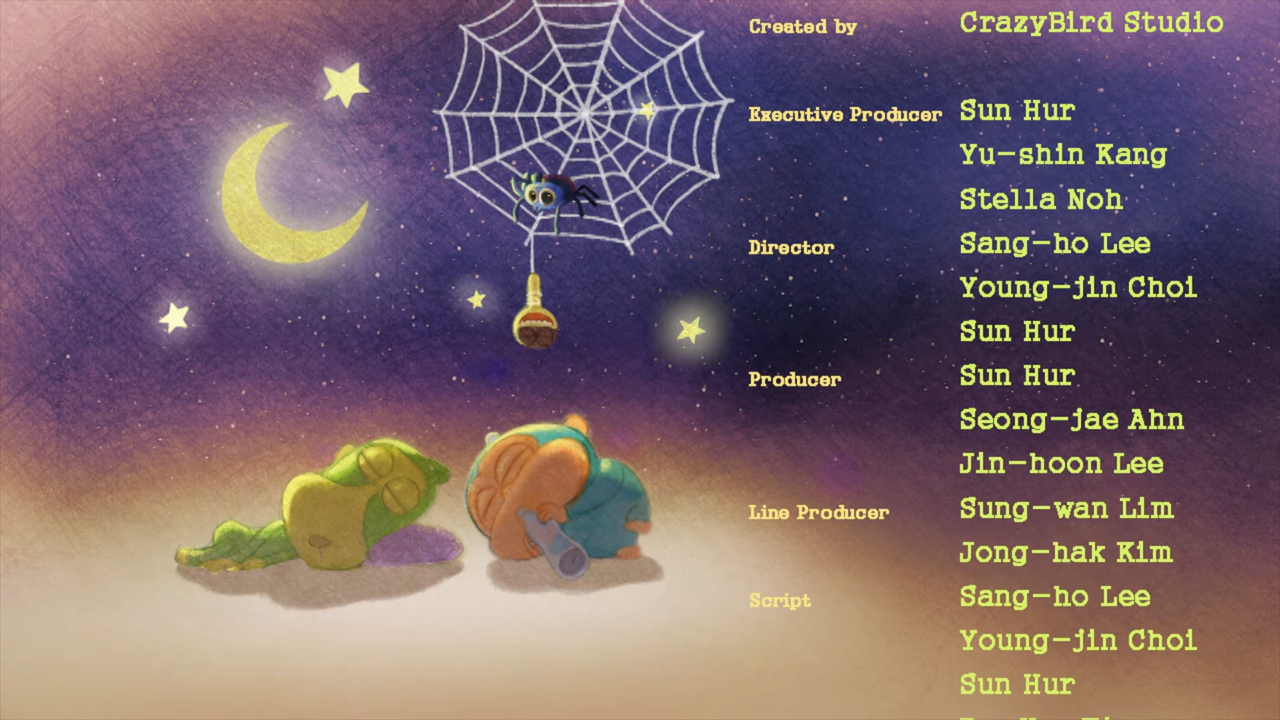 Created by CrazyBird Studio
Executive Producer Sun Hur
Yu-shin Kang
Stella Noh
Director Sang-ho Lee
Young-jin Choi
Sun Hur
Producer Sun Hur
Seong-jae Ahn
Jin-hoon Lee
Line Producer Sung-wan Lim
Jong-hak Kim
Script Sang-ho Lee
Young-jin Choi
Sun Hur